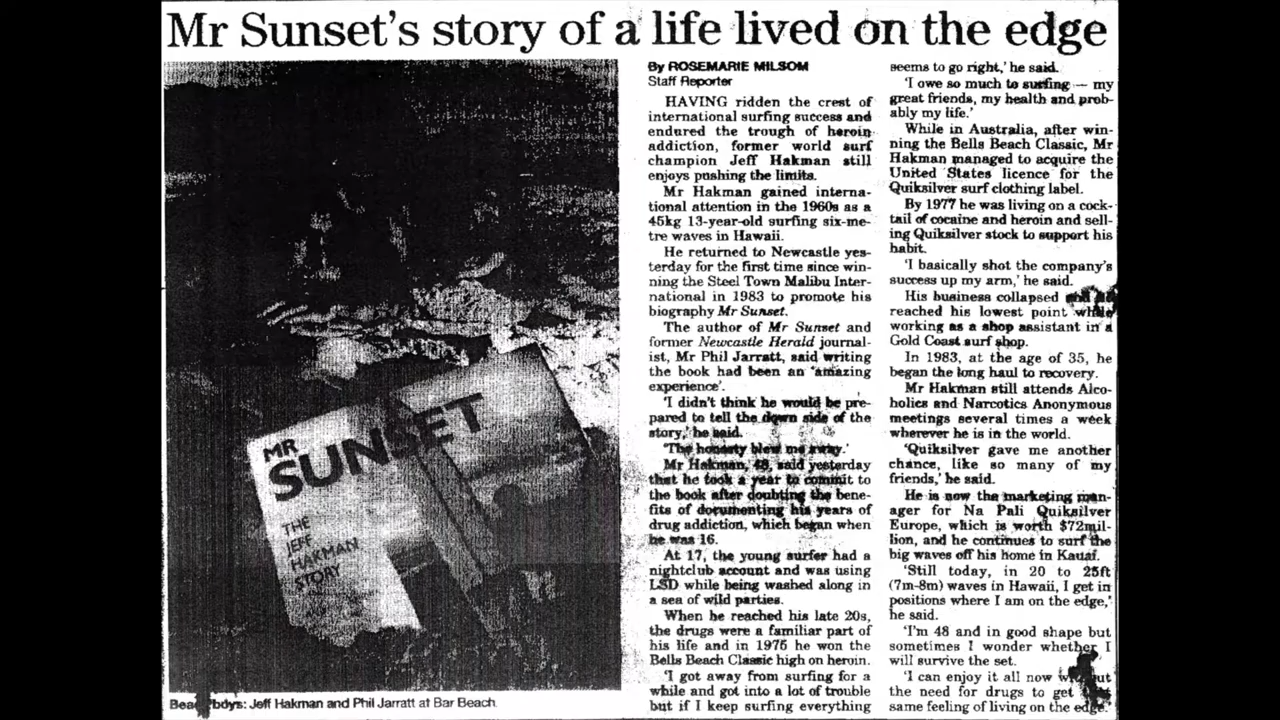 Mr Sunset's story of a life lived on the edge
MR
SUNSET
THE
JEFF
HAKMAN
STORY
boys: Jeff Hakman and Phil Jarratt at Bar Beach.
By ROSEMARIE MILSOM
Staff Reporter
HAVING ridden the crest of
international surfing success and
endured the trough of heroin
addiction, former world surf
champion Jeff Hakman still
enjoys pushing the limits.
Mr Hakman gained interna-
tional attention in the 1960s as a
45kg 13-year-old surfing six-me-
tre waves in Hawaii.
He returned to Newcastle yes-
terday for the first time since win-
ning the Steel Town Malibu Inter-
national in 1983 to promote his
biography Mr Sunset.
The author of Mr Sunset and
former Newcastle Herald journal-
ist, Mr Phil Jarratt, said writing
the book had been an 'amazing
experience'.
'I didn't think he would be pre-
pared to tell the down side of the
story,' he said.
'The honesty blew me away.'
Mr Hakman, 48, said yesterday
that he took a year to commit to
the book after doubting the bene-
fits of documenting his years of
drug addiction, which began when
he was 16.
At 17, the young surfer had a
nightclub account and was using
LSD while being washed along in
a sea of wild parties.
When he reached his late 20s,
the drugs were a familiar part of
his life and in 1975 he won the
Bells Beach Classic high on heroin.
'I got away from surfing for a
while and got into a lot of trouble
but if I keep surfing everything
seems to go right,' he said.
'I owe so much to surfing — my
great friends, my health and prob-
ably my life.'
While in Australia, after win-
ning the Bells Beach Classic, Mr
Hakman managed to acquire the
United States licence for the
Quiksilver surf clothing label.
By 1977 he was living on a cock-
tail of cocaine and heroin and sell-
ing Quiksilver stock to support his
habit.
'I basically shot the company's
success up my arm,' he said.
His business collapsed and
reached his lowest point while
working as a shop assistant in a
Gold Coast surf shop.
In 1983, at the age of 35, he
began the long haul to recovery.
Mr Hakman still attends Alco-
holics and Narcotics Anonymous
meetings several times a week
wherever he is in the world.
'Quiksilver gave me another
chance, like so many of my
friends,' he said.
He is now the marketing man-
ager for Na Pali Quiksilver
Europe, which is worth $72mil-
lion, and he continues to surf the
big waves off his home in Kauai.
'Still today, in 20 to 25ft
(7m-8m) waves in Hawaii, I get in
positions where I am on the edge,'
he said.
'I'm 48 and in good shape but
sometimes I wonder whether I
will survive the set.
'I can enjoy it all now without
the need for drugs to get
same feeling of living on the edge.'